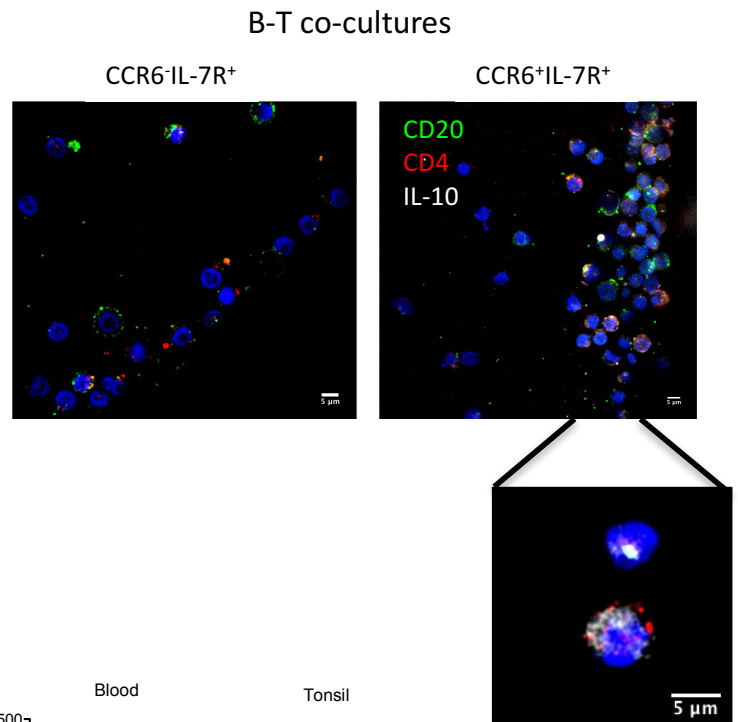 B-T co-cultures
CCR6⁻IL-7R⁺
CCR6⁺IL-7R⁺
CD20
CD4
IL-10
5 µm
5 µm
5 µm
Blood
Tonsil
500